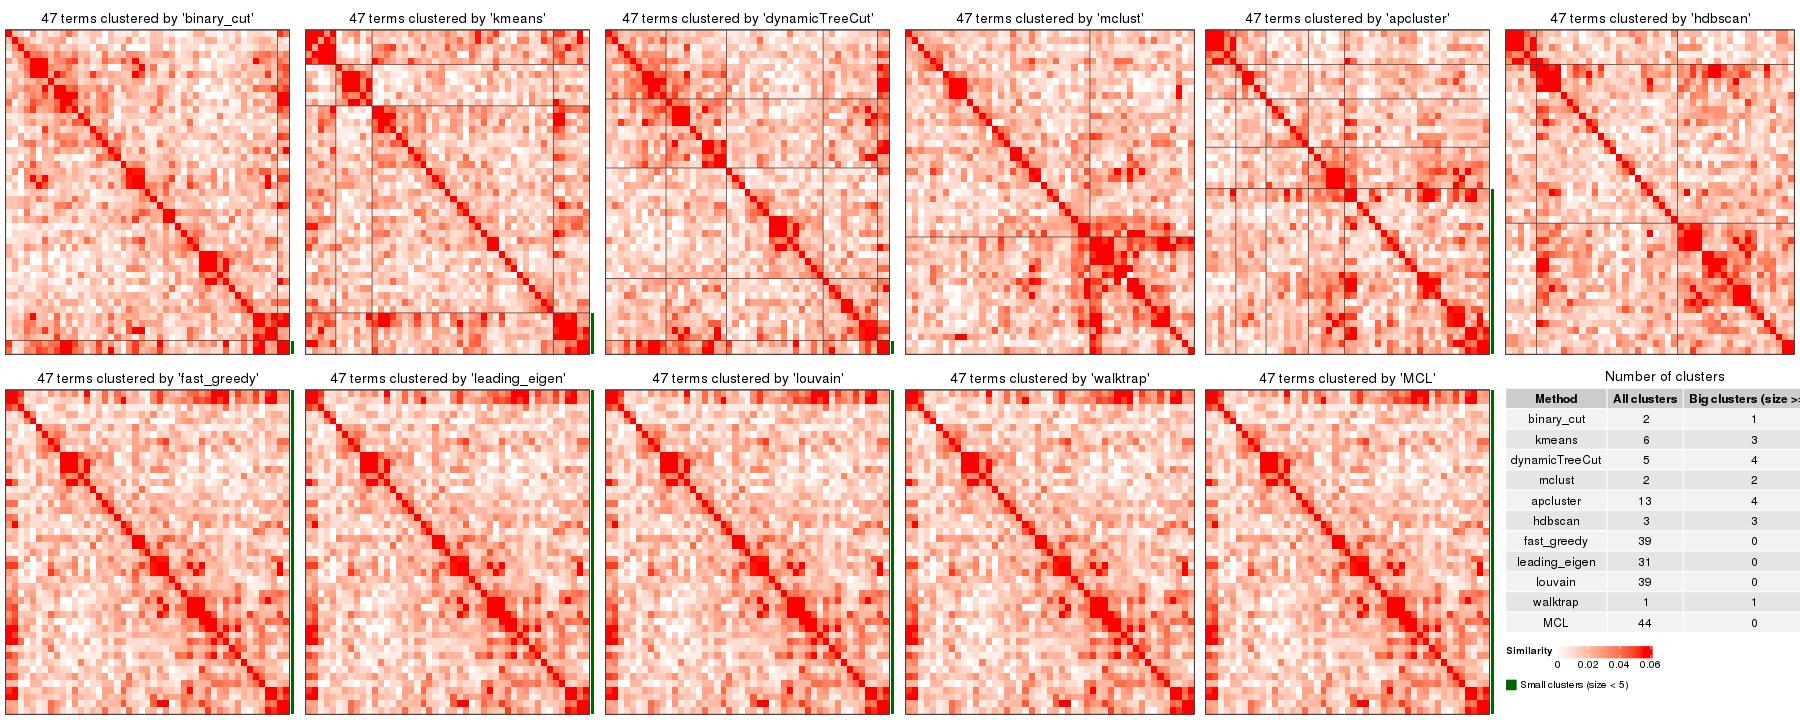 47 terms clustered by 'binary_cut'
47 terms clustered by 'kmeans'
47 terms clustered by 'dynamicTreeCut'
47 terms clustered by 'mclust'
47 terms clustered by 'apcluster'
47 terms clustered by 'hdbscan'
47 terms clustered by 'fast_greedy'
47 terms clustered by 'leading_eigen'
47 terms clustered by 'louvain'
47 terms clustered by 'walktrap'
47 terms clustered by 'MCL'
Number of clusters
Method All clusters Big clusters (size >
binary_cut 2 1
kmeans 6 3
dynamicTreeCut 5 4
mclust 2 2
apcluster 13 4
hdbscan 3 3
fast_greedy 39 0
leading_eigen 31 0
louvain 39 0
walktrap 1 1
MCL 44 0
Similarity
0 0.02 0.04 0.06
Small clusters (size < 5)